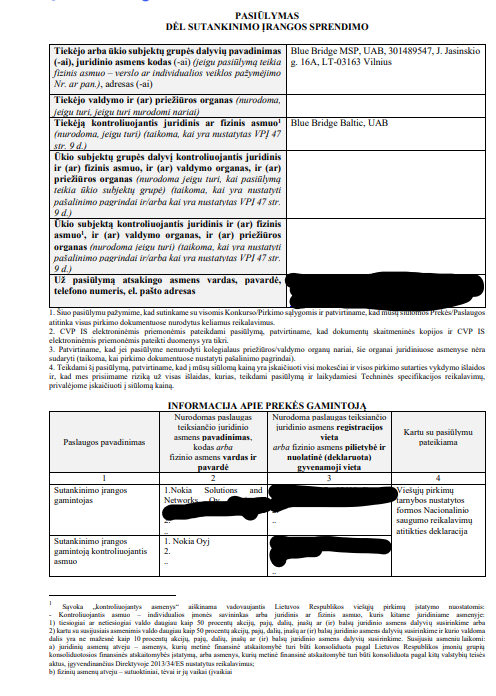 PASIŪLYMAS
DĖL SUTANKINIMO ĮRANGOS SPRENDIMO
Tiekėjo arba ūkio subjektų grupės dalyvių pavadinimas
(-ai), juridinio asmens kodas (-ai) (jeigu pasiūlymą teikia
fizinis asmuo – verslo ar individualios veiklos pažymėjimo
Nr. ar pan.), adresas (-ai)
Blue Bridge MSP, UAB, 301489547, J. Jasinskio
g. 16A, LT-03163 Vilnius
Tiekėjo valdymo ir (ar) priežiūros organas (nurodoma,
jeigu turi, jeigu turi nurodomi nariai)
Tiekėją kontroliuojantis juridinis ar fizinis asmuo¹
(nurodoma, jeigu turi) (taikoma, kai yra nustatytas VPĮ 47
str. 9 d.)
Blue Bridge Baltic, UAB
Ūkio subjektų grupės dalyvį kontroliuojantis juridinis
ir (ar) fizinis asmuo, ir (ar) valdymo organas, ir (ar)
priežiūros organas (nurodoma jeigu turi, kai pasiūlymą
teikia ūkio subjektų grupė) (taikoma, kai yra nustatyti
pašalinimo pagrindai ir/arba kai yra nustatytas VPĮ 47 str.
9 d.)
Ūkio subjektą kontroliuojantis juridinis ir (ar) fizinis
asmuo¹, ir (ar) valdymo organas, ir (ar) priežiūros
organas (nurodoma jeigu turi) (taikoma, kai yra nustatyti
pašalinimo pagrindai ir/arba kai yra nustatytas VPĮ 47 str.
9 d.)
Už pasiūlymą atsakingo asmens vardas, pavardė,
telefono numeris, el. pašto adresas
1. Šiuo pasiūlymu pažymime, kad sutinkame su visomis Konkurso/Pirkimo sąlygomis ir patvirtiname, kad mūsų siūlomos Prekės/Paslaugos
atitinka visus pirkimo dokumentuose nurodytus keliamus reikalavimus.
2. CVP IS elektroninėmis priemonėmis pateikdami pasiūlymą, patvirtiname, kad dokumentų skaitmeninės kopijos ir CVP IS
elektroninėmis priemonėmis pateikti duomenys yra tikri.
3. Patvirtiname, kad jei pasiūlyme nenurodyti kolegialaus priežiūros/valdymo organų nariai, šie organai juridiniuose asmenyse nėra
sudaryti (taikoma, kai pirkimo dokumentuose nustatyti pašalinimo pagrindai).
4. Teikdami šį pasiūlymą, patvirtiname, kad į mūsų siūlomą kainą yra įskaičiuoti visi mokesčiai ir visos pirkimo sutarties vykdymo išlaidos
ir, kad mes prisiimame riziką už visas išlaidas, kurias, teikdami pasiūlymą ir laikydamiesi Techninės specifikacijos reikalavimų,
privalėjome įskaičiuoti į siūlomą kainą.
INFORMACIJA APIE PREKĖS GAMINTOJĄ
Paslaugos pavadinimas
Nurodomas paslaugas
teiksiančio juridinio
asmens pavadinimas,
kodas arba
fizinio asmens vardas ir
pavardė
Nurodoma paslaugas teiksiančio
juridinio asmens registracijos
vieta
arba fizinio asmens pilietybė ir
nuolatinė (deklaruota)
gyvenamoji vieta
Kartu su pasiūlymu
pateikiama
1 2 3 4
Sutankinimo įrangos
gamintojas
1.Nokia Solutions and
Networks Oy
2.
..
..
Viešųjų pirkimų
tarnybos nustatytos
formos Nacionalinio
saugumo reikalavimų
atitikties deklaracija
Sutankinimo įrangos
gamintoją kontroliuojantis
asmuo
1. Nokia Oyj
2.
..
..
1 Sąvoka „kontroliuojantys asmenys“ aiškinama vadovaujantis Lietuvos Respublikos viešųjų pirkimų įstatymo nuostatomis:
- Kontroliuojantis asmuo – individualios įmonės savininkas arba juridinis ar fizinis asmuo, kuris kitame juridiniame asmenyje:
1) tiesiogiai ar netiesiogiai valdo daugiau kaip 50 procentų akcijų, pajų, dalių, įnašų ar (ir) balsų juridinio asmens dalyvių susirinkime arba
2) kartu su susijusiais asmenimis valdo daugiau kaip 50 procentų akcijų, pajų, dalių, įnašų ar (ir) balsų juridinio asmens dalyvių susirinkime ir kurio valdoma
dalis yra ne mažesnė kaip 10 procentų akcijų, pajų, dalių, įnašų ar (ir) balsų juridinio asmens dalyvių susirinkime. Susijusiu asmeniu laikomi:
a) juridinių asmenų atveju – asmenys, kurių metinė finansinė atskaitomybė turi būti konsoliduota pagal Lietuvos Respublikos įmonių grupių
konsoliduotosios finansinės atskaitomybės įstatymą, arba asmenys, kurių metinė finansinė atskaitomybė turi būti konsoliduota pagal kitų valstybių teisės
aktus, įgyvendinančius Direktyvoje 2013/34/ES nustatytus reikalavimus;
b) fizinių asmenų atveju – sutuoktiniai, tėvai ir jų vaikai (įvaikiai